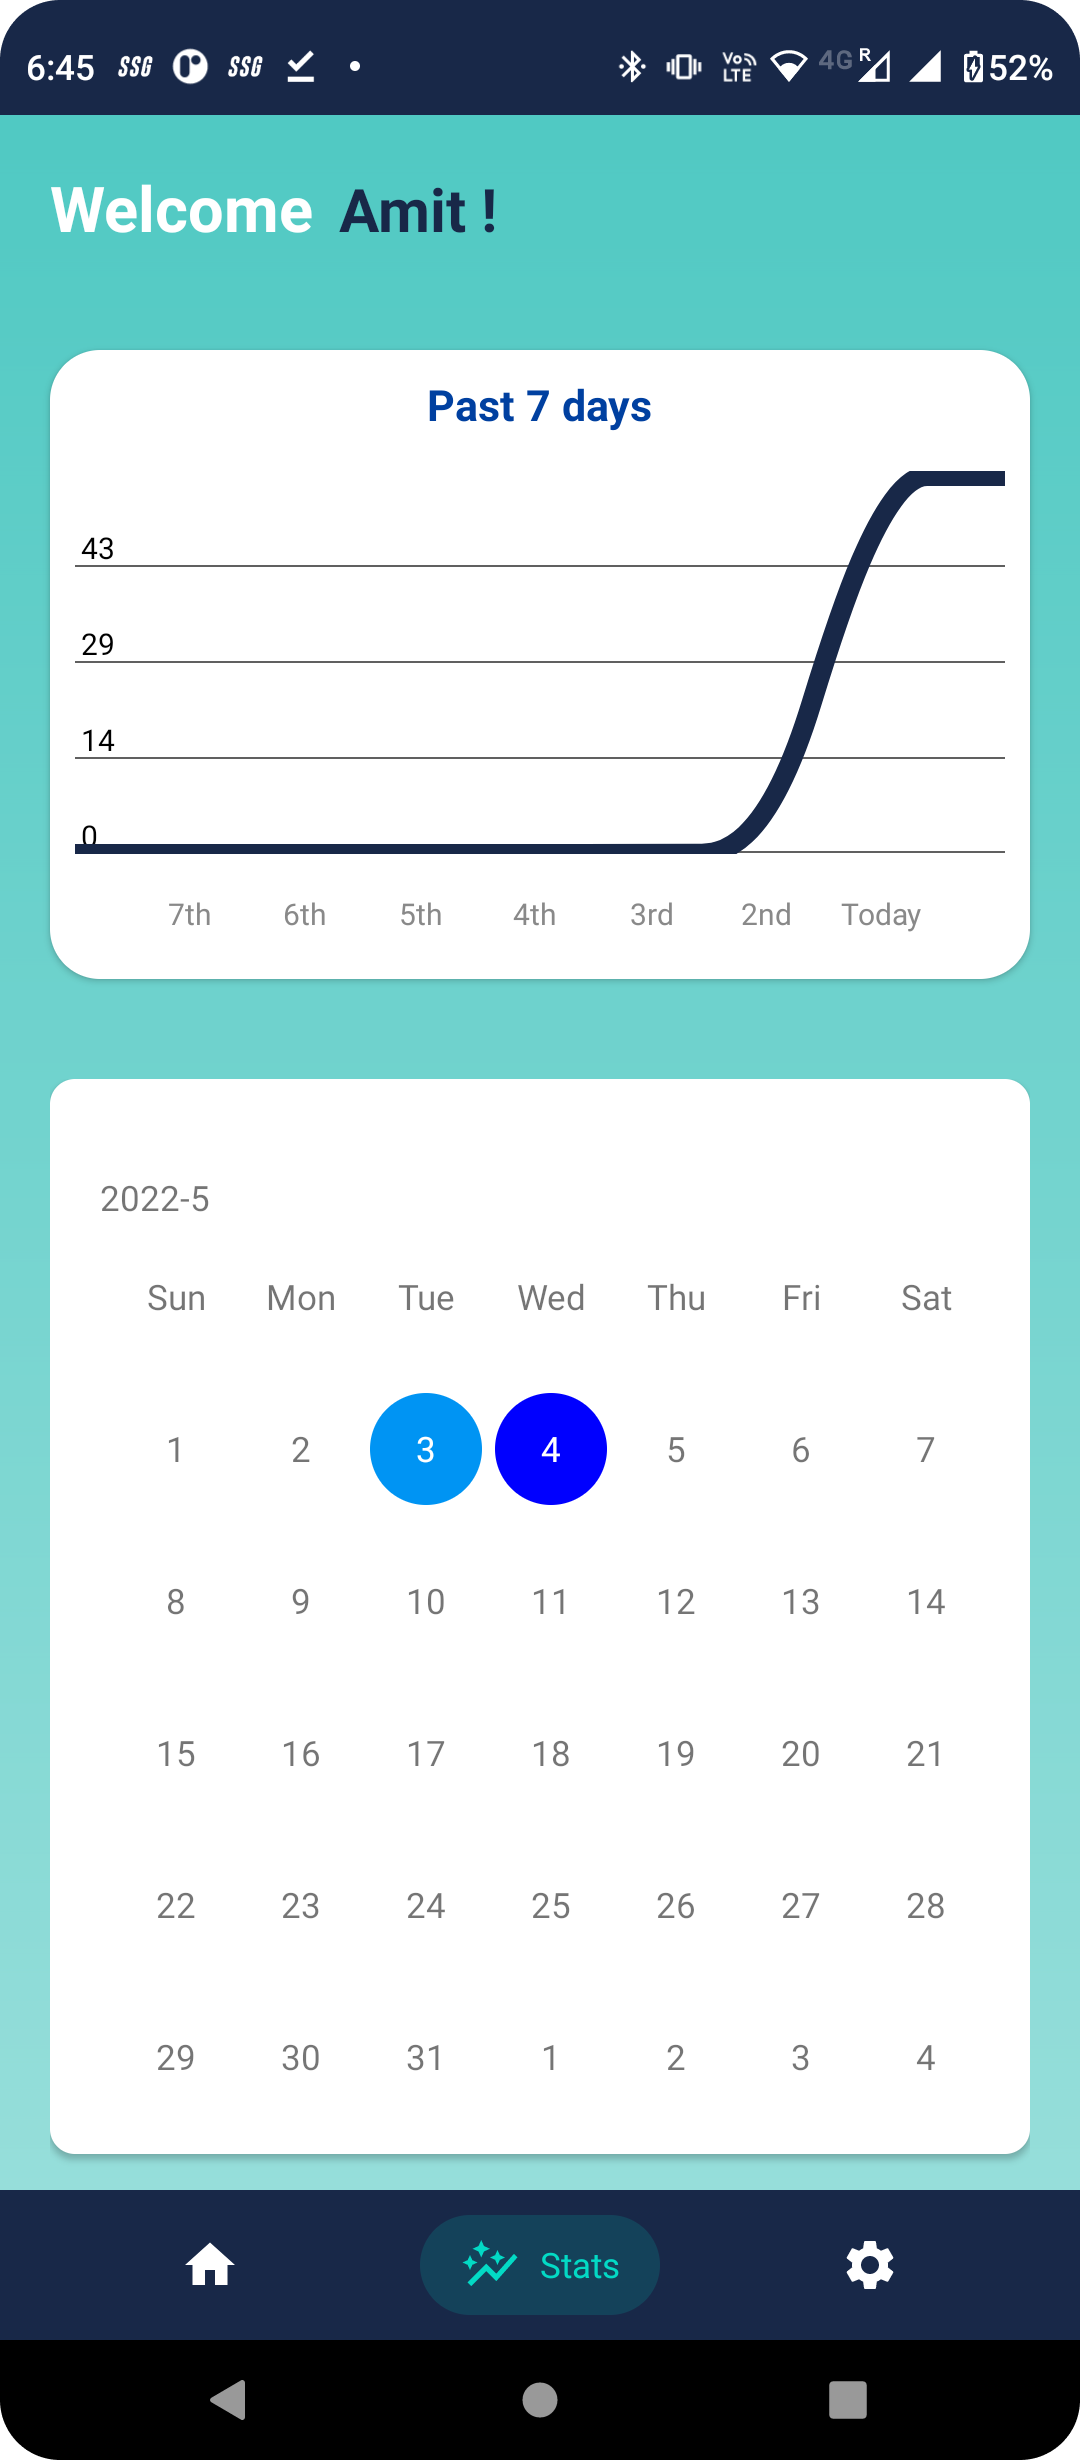 6:45 SSG SSG VoLTE 4G R 52%
Welcome Amit !
Past 7 days
43
29
14
0
7th 6th 5th 4th 3rd 2nd Today
2022-5
Sun Mon Tue Wed Thu Fri Sat
1 2 3 4 5 6 7
8 9 10 11 12 13 14
15 16 17 18 19 20 21
22 23 24 25 26 27 28
29 30 31 1 2 3 4
Stats